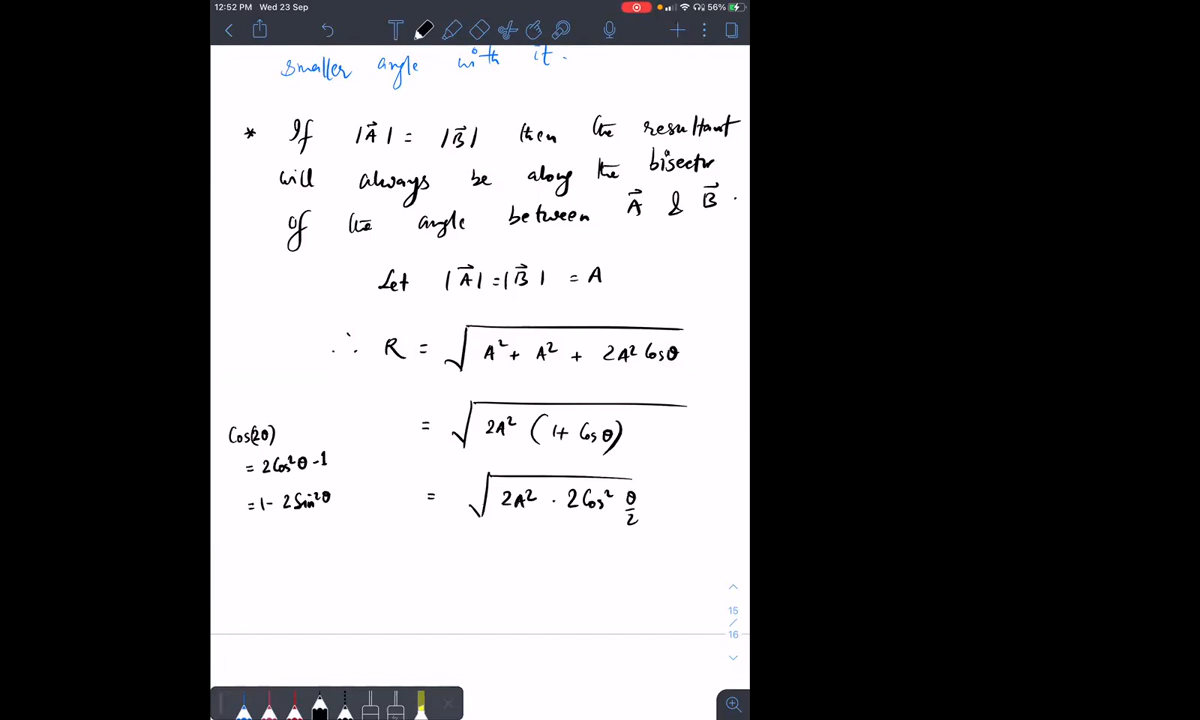 12:52 PM Wed 23 Sep 56%
smaller angle with it.
* If |A⃗| = |B⃗| then the resultant
will always be along the bisector
of the angle between A⃗ & B⃗.
Let |A⃗| = |B⃗| = A
∴ R = √(A² + A² + 2A² Cosθ)
= √(2A² (1 + Cosθ))
Cos(2θ)
= 2Cos²θ - 1
= 1 - 2Sin²θ
= √(2A² · 2Cos² θ/2)
15
/
16